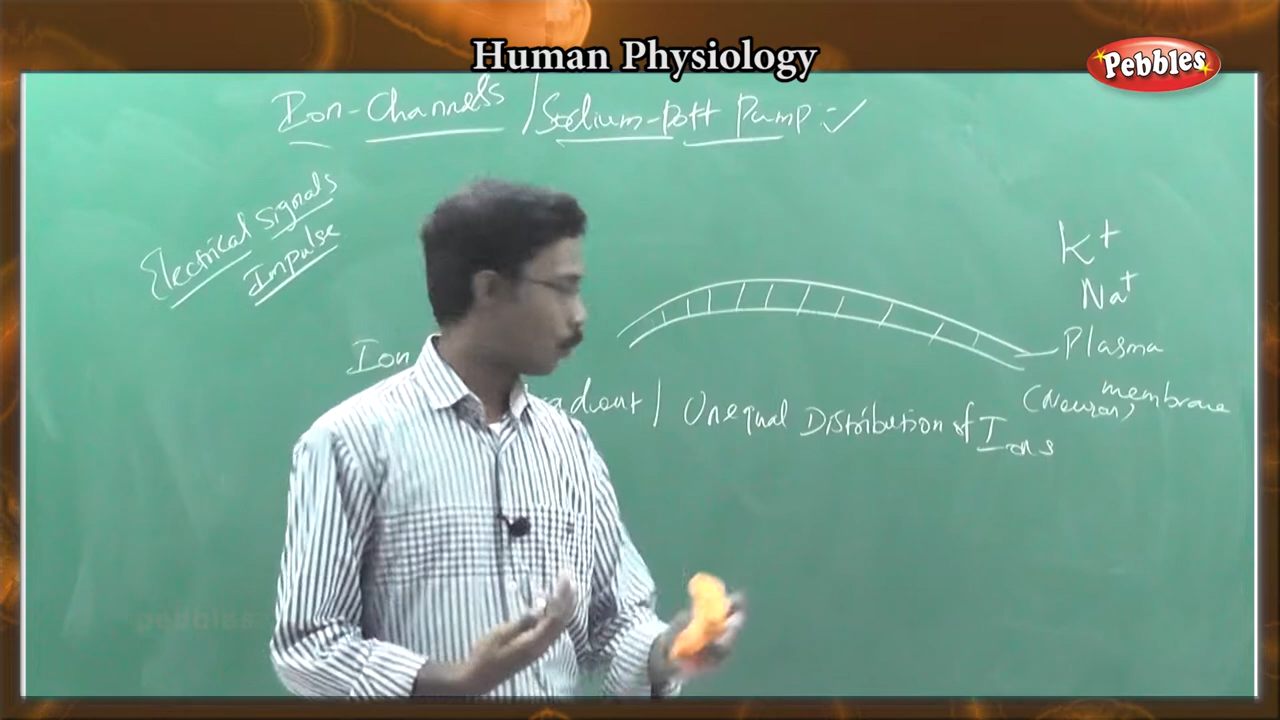 Human Physiology
Pebbles
Ion-Channels / Sodium-pott Pump :- ✓
Electrical Signals
Impulse
K+
Na+
Plasma
membrane
(Neuron)
Ion
Unequal Distribution of Ions
pebbles